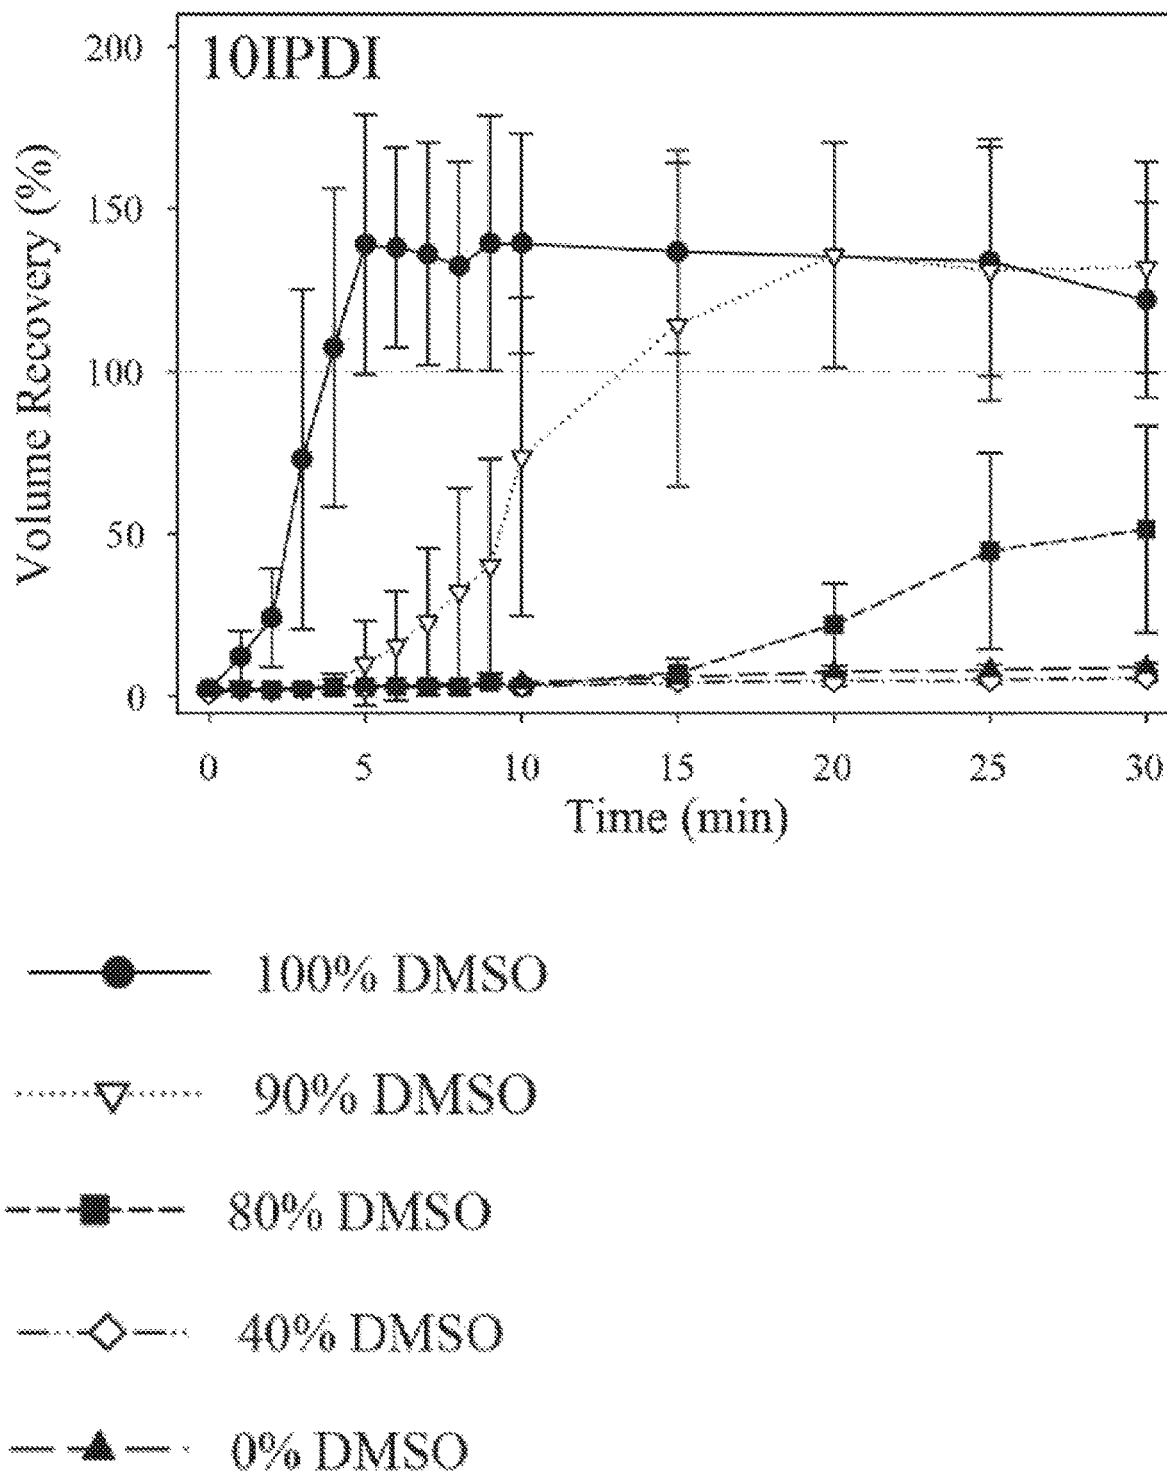 10IPDI
Volume Recovery (%)
200
150
100
50
0
0 5 10 15 20 25 30
Time (min)
100% DMSO
90% DMSO
80% DMSO
40% DMSO
0% DMSO